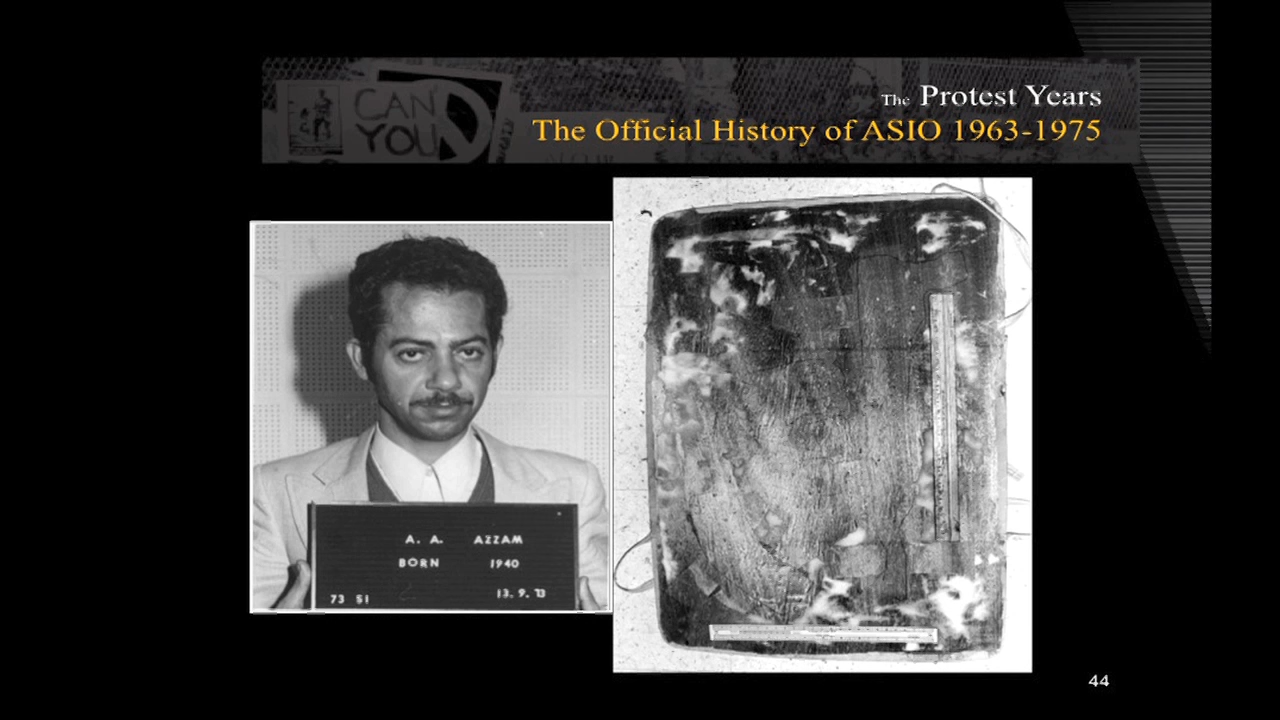 The Protest Years
The Official History of ASIO 1963-1975
CAN
YOU
A. A. AZZAM
BORN 1940
73 51 13. 9. 73
44